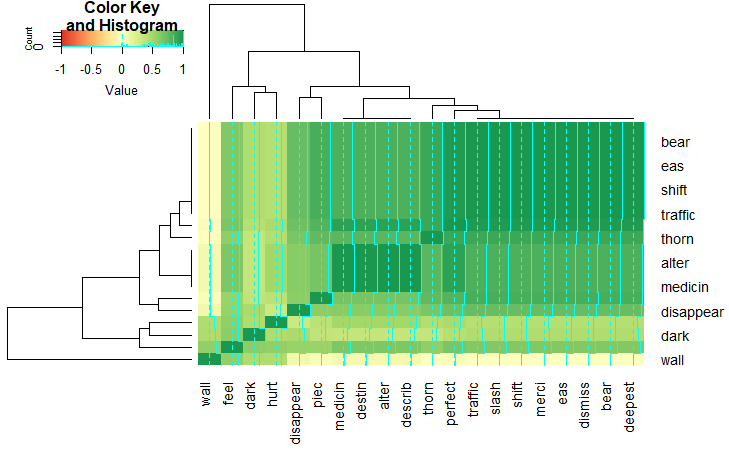 Color Key
and Histogram
Count
0
-1 -0.5 0 0.5 1
Value
bear
eas
shift
traffic
thorn
alter
medicin
disappear
dark
wall
wall feel dark hurt disappear piec medicin destin alter describ thorn perfect traffic slash shift merci eas dismiss bear deepest